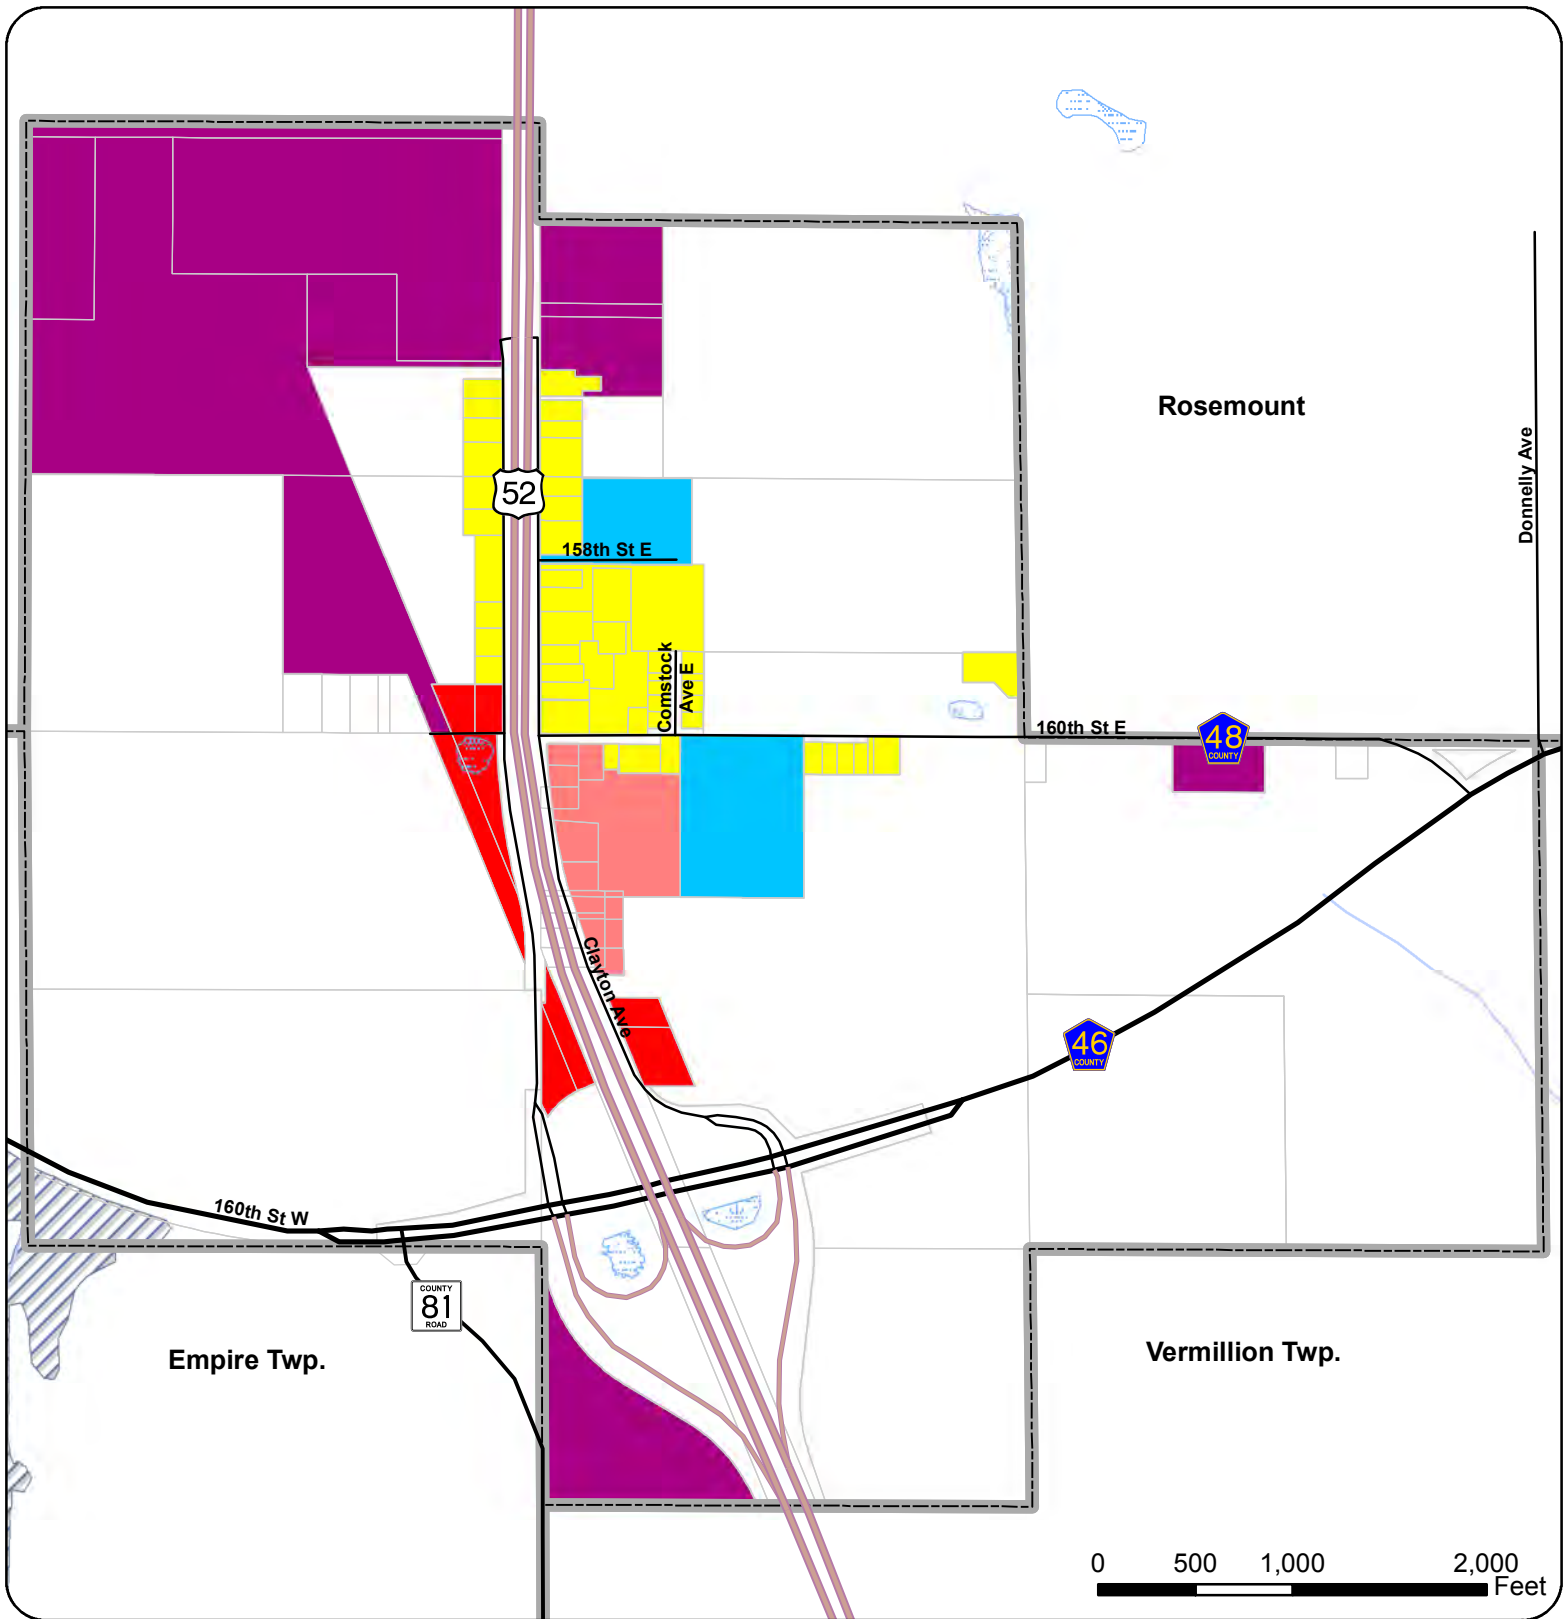 Rosemount
Donnelly Ave
52
158th St E
Comstock
Ave E
160th St E
48
COUNTY
Clayton Ave
46
COUNTY
160th St W
COUNTY
81
ROAD
Empire Twp.
Vermillion Twp.
0 500 1,000 2,000
Feet